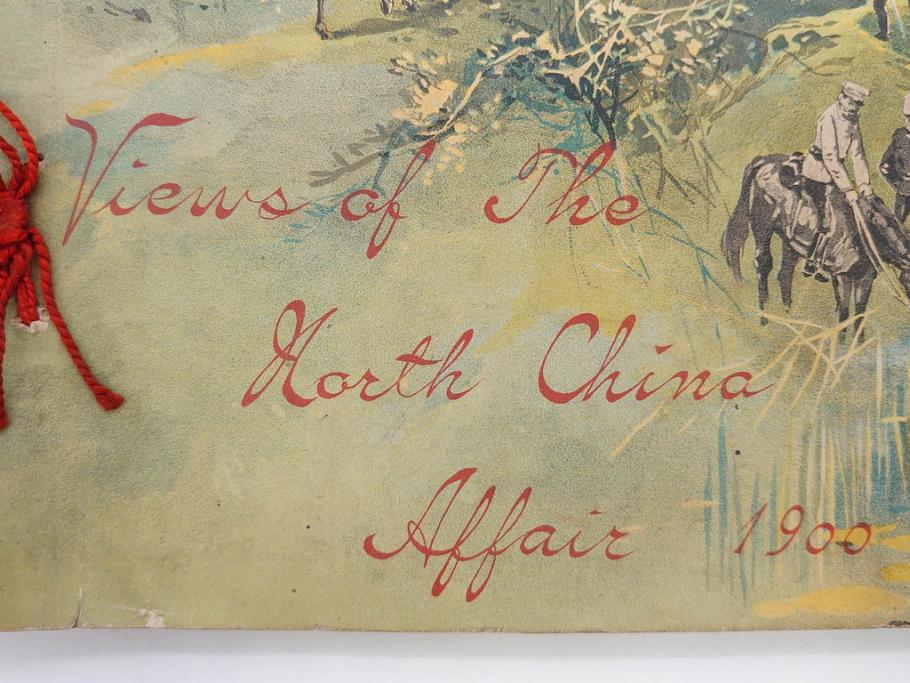 Views of The
North China
Affair 1900